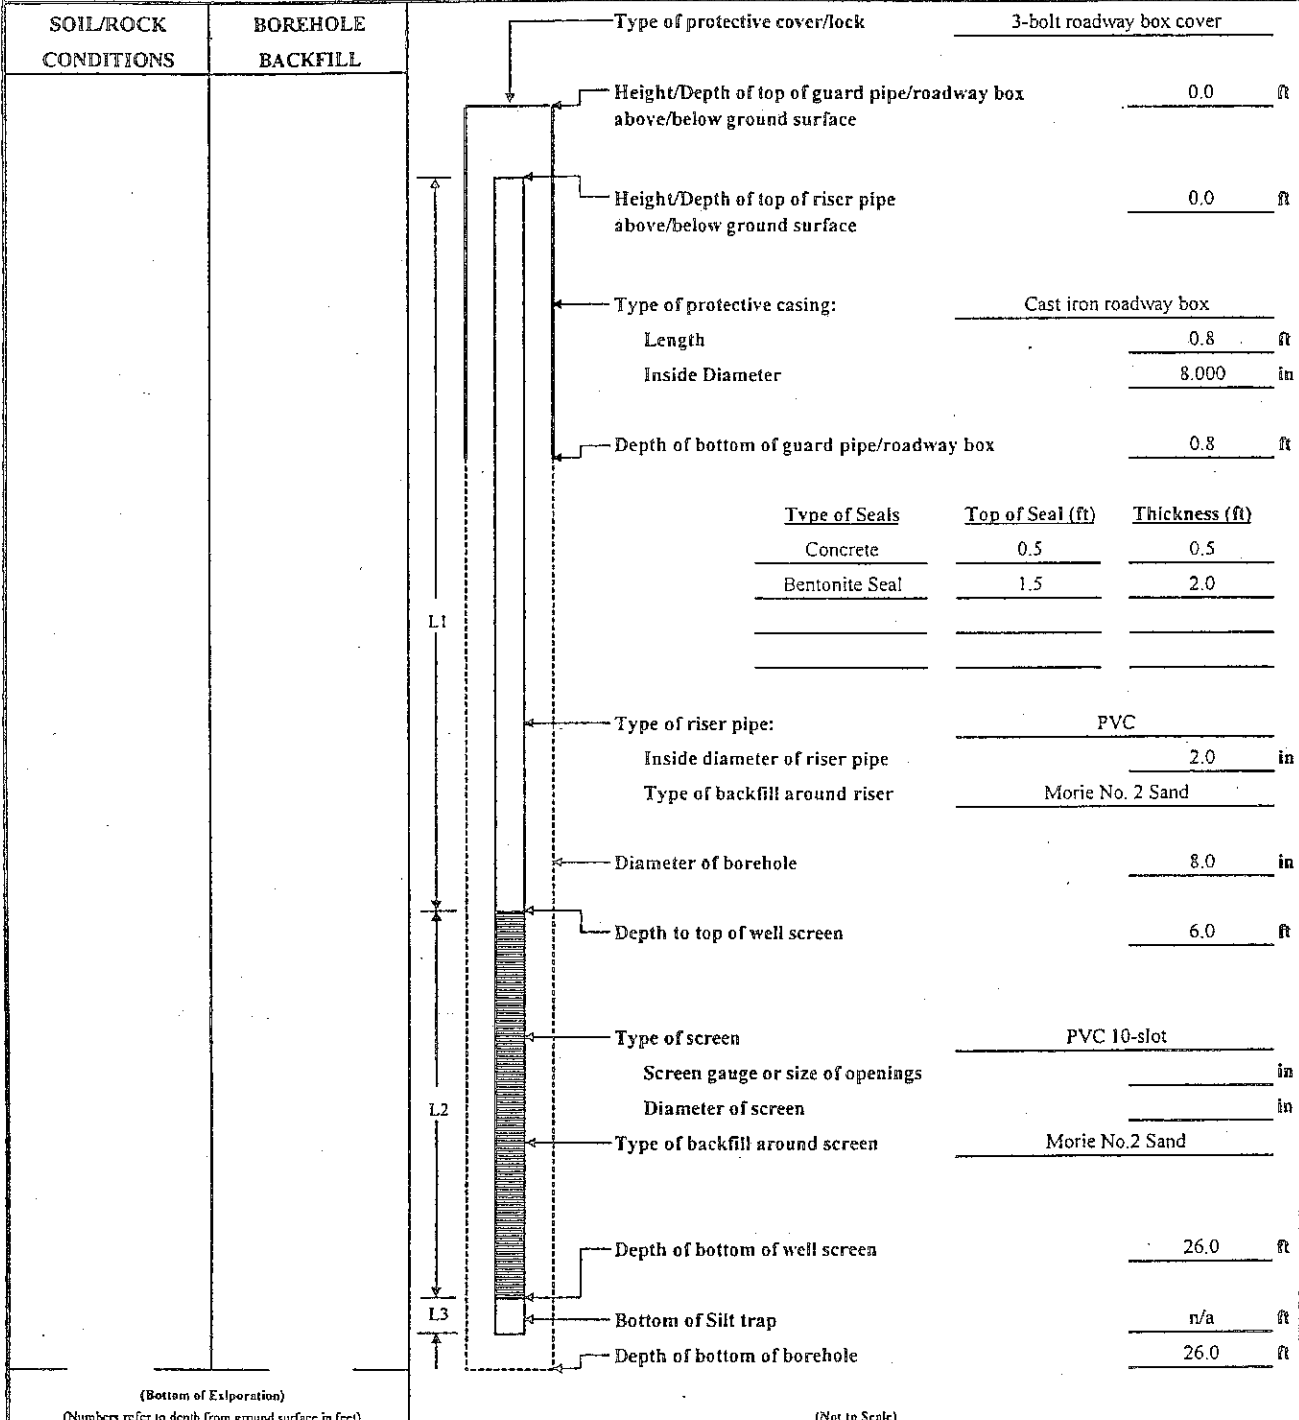 SOIL/ROCK
CONDITIONS
BOREHOLE
BACKFILL
Type of protective cover/lock 3-bolt roadway box cover
Height/Depth of top of guard pipe/roadway box 0.0 ft
above/below ground surface
Height/Depth of top of riser pipe 0.0 ft
above/below ground surface
Type of protective casing: Cast iron roadway box
Length 0.8 ft
Inside Diameter 8.000 in
Depth of bottom of guard pipe/roadway box 0.8 ft
Type of Seals Top of Seal (ft) Thickness (ft)
Concrete 0.5 0.5
Bentonite Seal 1.5 2.0
L1
Type of riser pipe: PVC
Inside diameter of riser pipe 2.0 in
Type of backfill around riser Morie No. 2 Sand
Diameter of borehole 8.0 in
Depth to top of well screen 6.0 ft
Type of screen PVC 10-slot
Screen gauge or size of openings in
L2
Diameter of screen in
Type of backfill around screen Morie No.2 Sand
Depth of bottom of well screen 26.0 ft
L3
Bottom of Silt trap n/a ft
Depth of bottom of borehole 26.0 ft
(Bottom of Exlporation)
(Numbers refer to depth from ground surface in feet)
(Not to Scale)